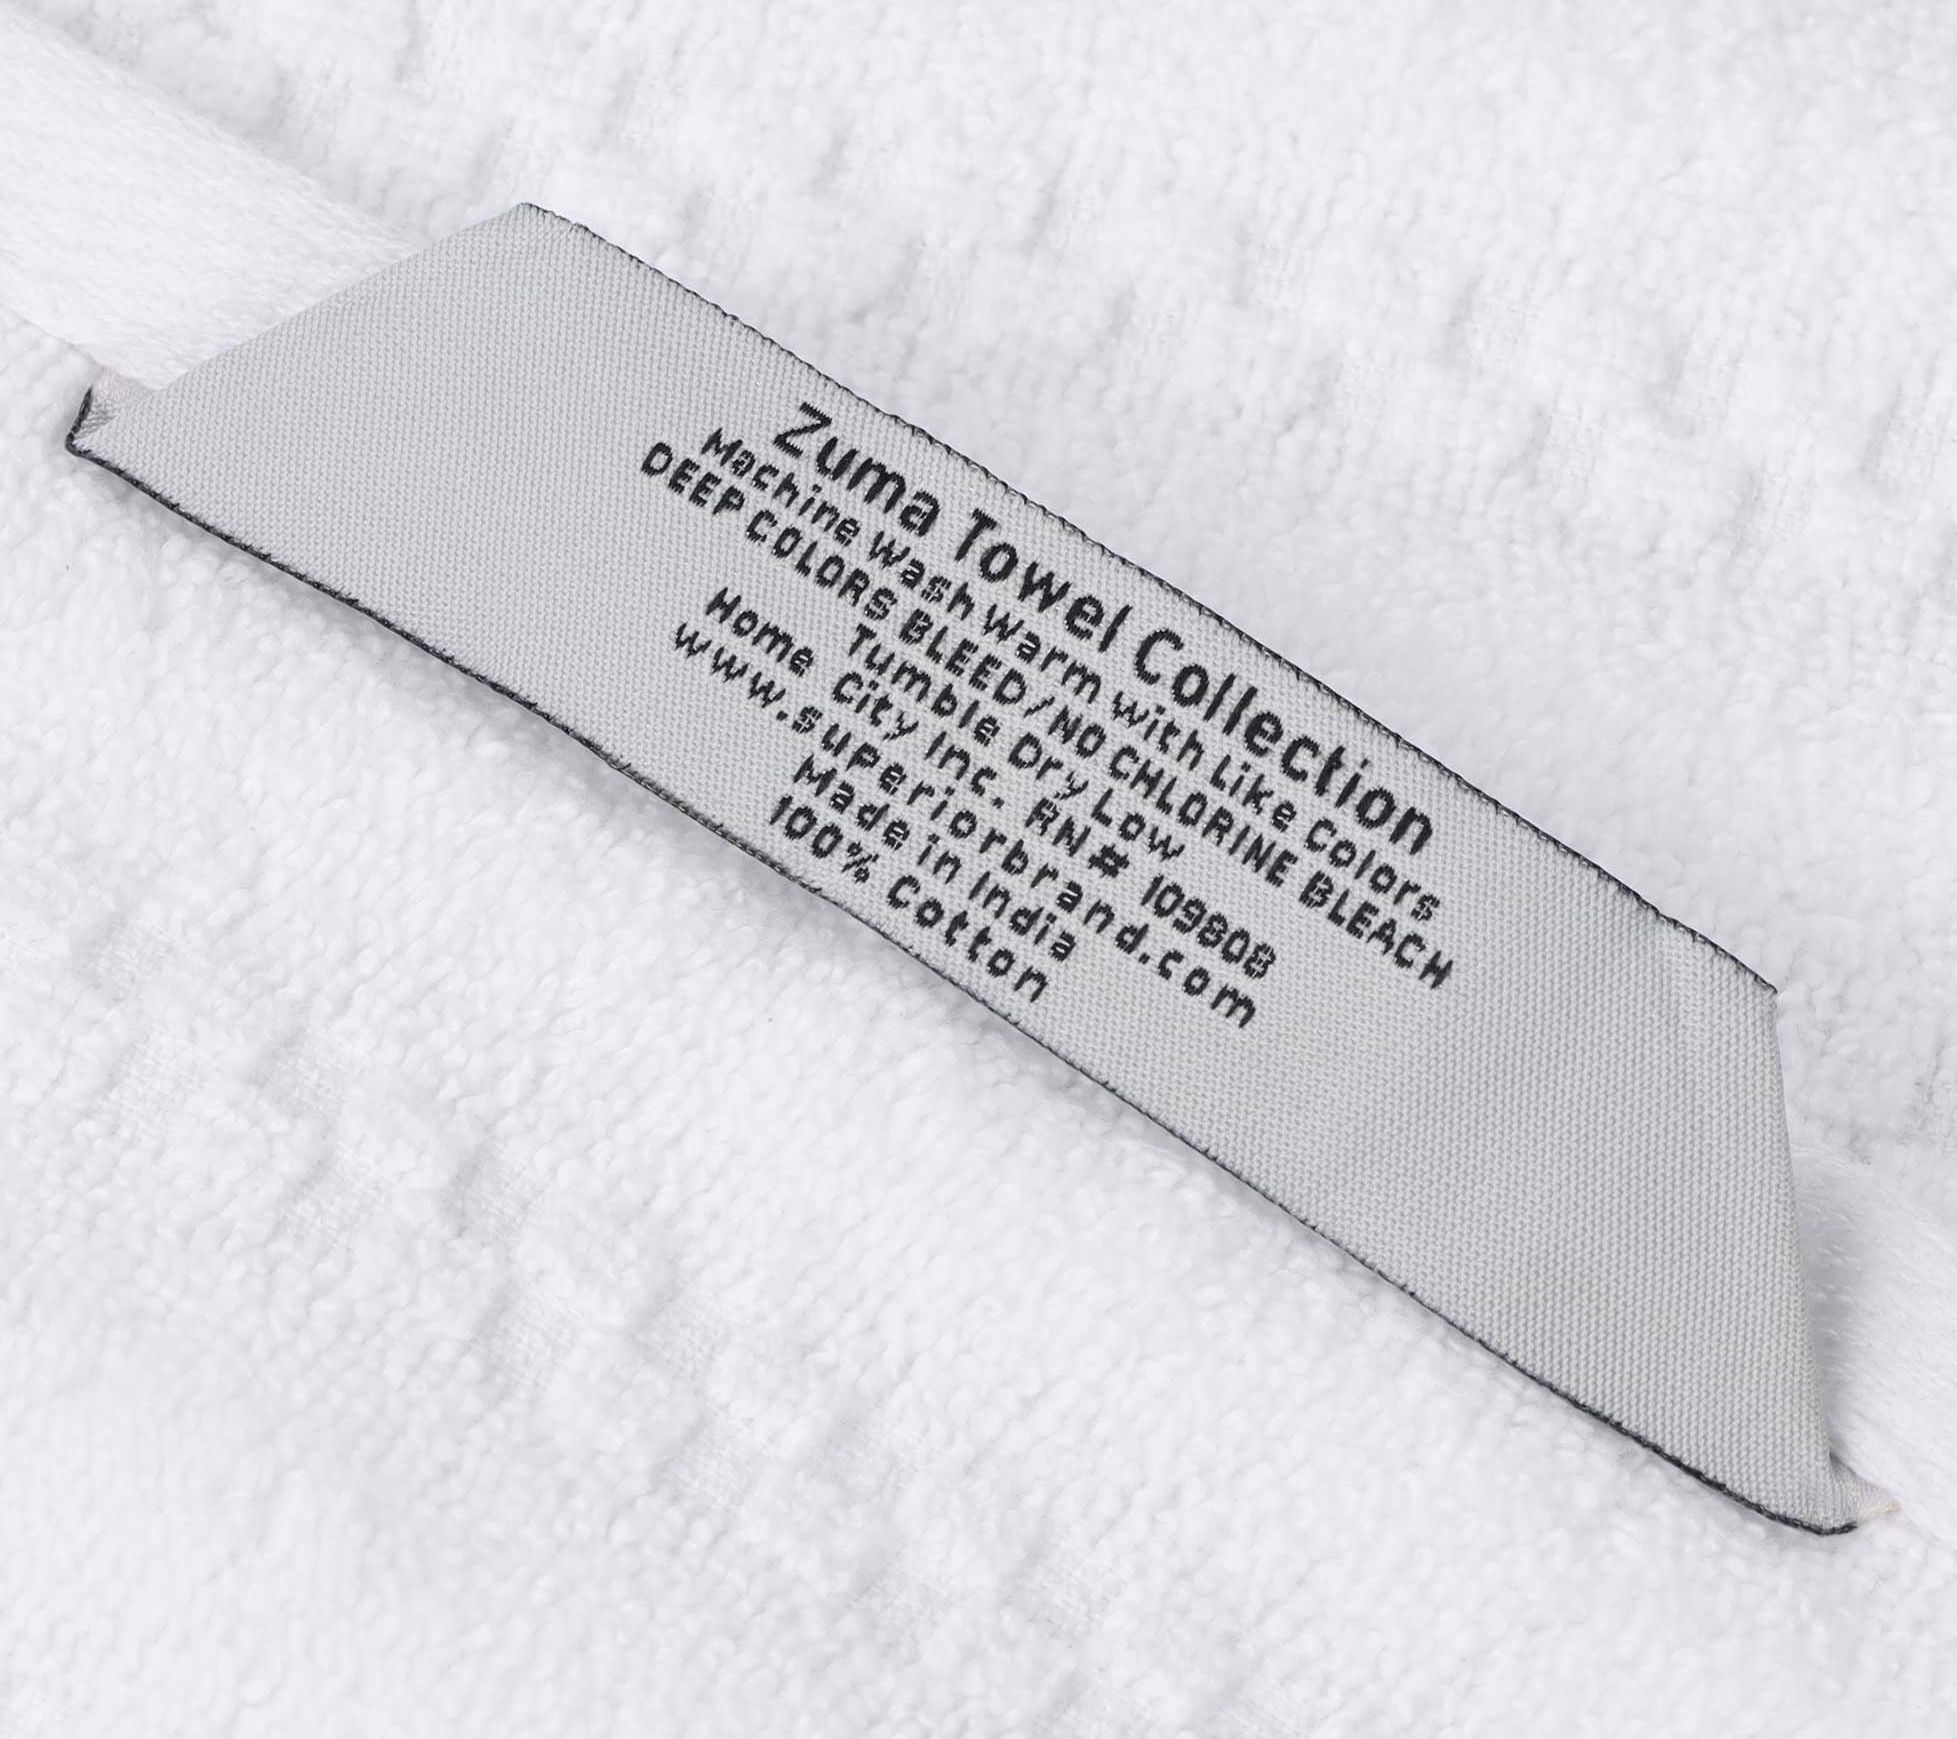 Zuma Towel Collection
Machine Wash Warm with Like Colors
DEEP COLORS BLEED/NO CHLORINE BLEACH
Tumble Dry Low
Home City Inc. RN# 109808
www.superiorbrand.com
Made in India
100% Cotton